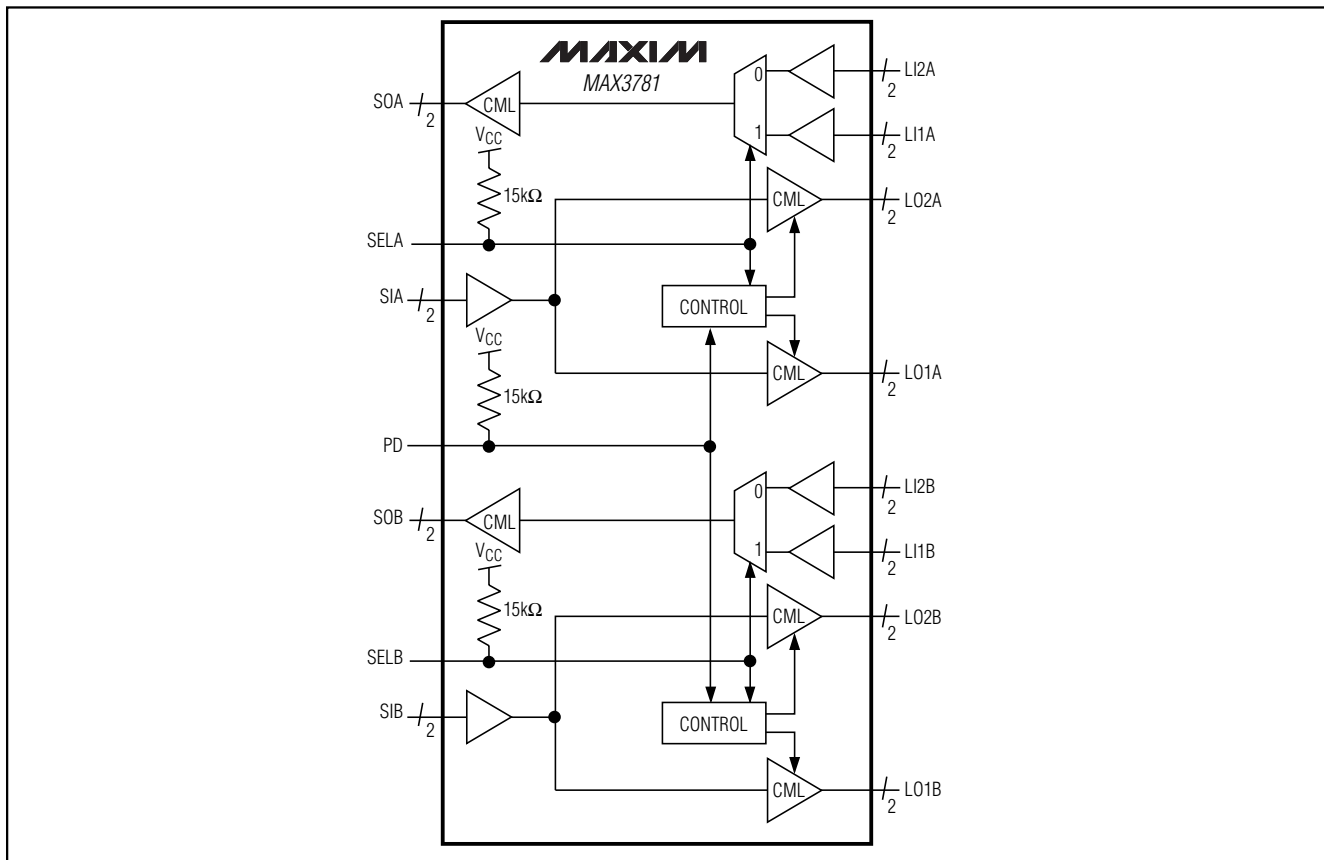 MAXIM
MAX3781
0
LI2A
2
SOA
CML
2
1
LI1A
2
VCC
15kΩ
CML
LO2A
2
SELA
SIA
2
CONTROL
VCC
15kΩ
CML
LO1A
2
PD
0
LI2B
2
SOB
CML
2
1
LI1B
2
VCC
15kΩ
CML
LO2B
2
SELB
SIB
2
CONTROL
CML
LO1B
2